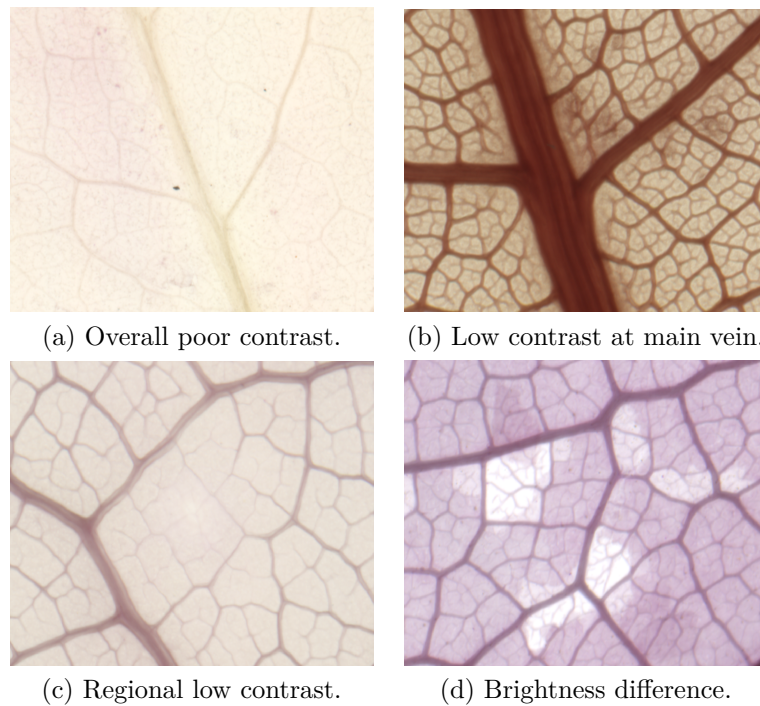 (a) Overall poor contrast.
(b) Low contrast at main vein.
(c) Regional low contrast.
(d) Brightness difference.